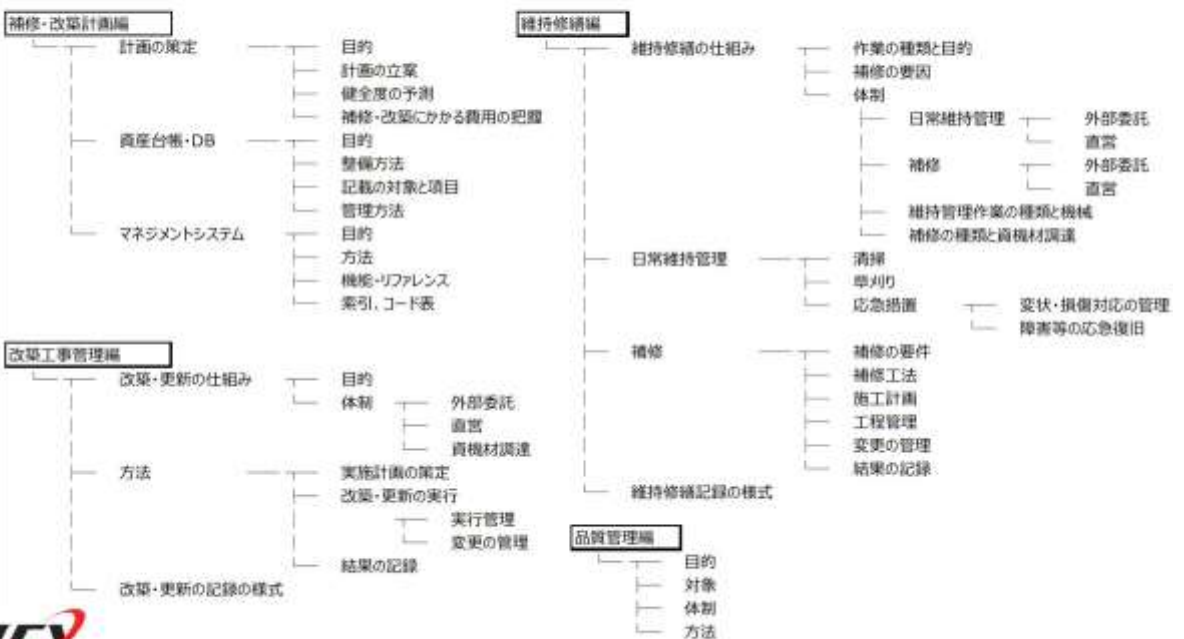 補修・改築計画編
計画の策定
目的
計画の立案
健全度の予測
補修・改築にかかる費用の把握
資産台帳・DB
目的
整備方法
記載の対象と項目
管理方法
マネジメントシステム
目的
方法
機能・リファレンス
索引、コード表
改築工事管理編
改築・更新の仕組み
目的
体制
外部委託
直営
資機材調達
方法
実施計画の策定
改築・更新の実行
実行管理
変更の管理
結果の記録
改築・更新の記録の様式
維持修繕編
維持修繕の仕組み
作業の種類と目的
補修の要因
体制
日常維持管理
外部委託
直営
補修
外部委託
直営
維持管理作業の種類と機械
補修の種類と資機材調達
日常維持管理
清掃
草刈り
応急措置
変状・損傷対応の管理
障害等の応急復旧
補修
補修の要件
補修工法
施工計画
工程管理
変更の管理
結果の記録
維持修繕記録の様式
品質管理編
目的
対象
体制
方法